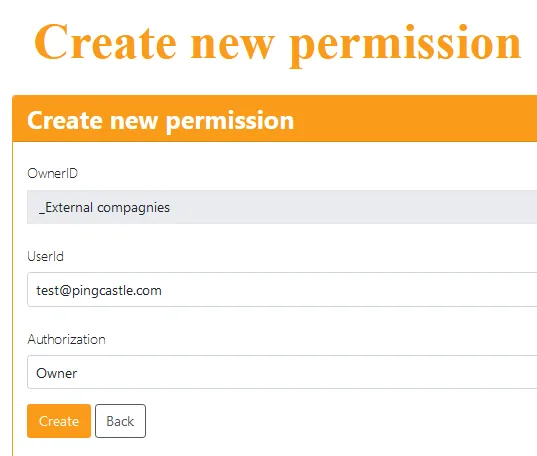 Create new permission
Create new permission
OwnerID
_External compagnies
UserId
test@pingcastle.com
Authorization
Owner
Create Back